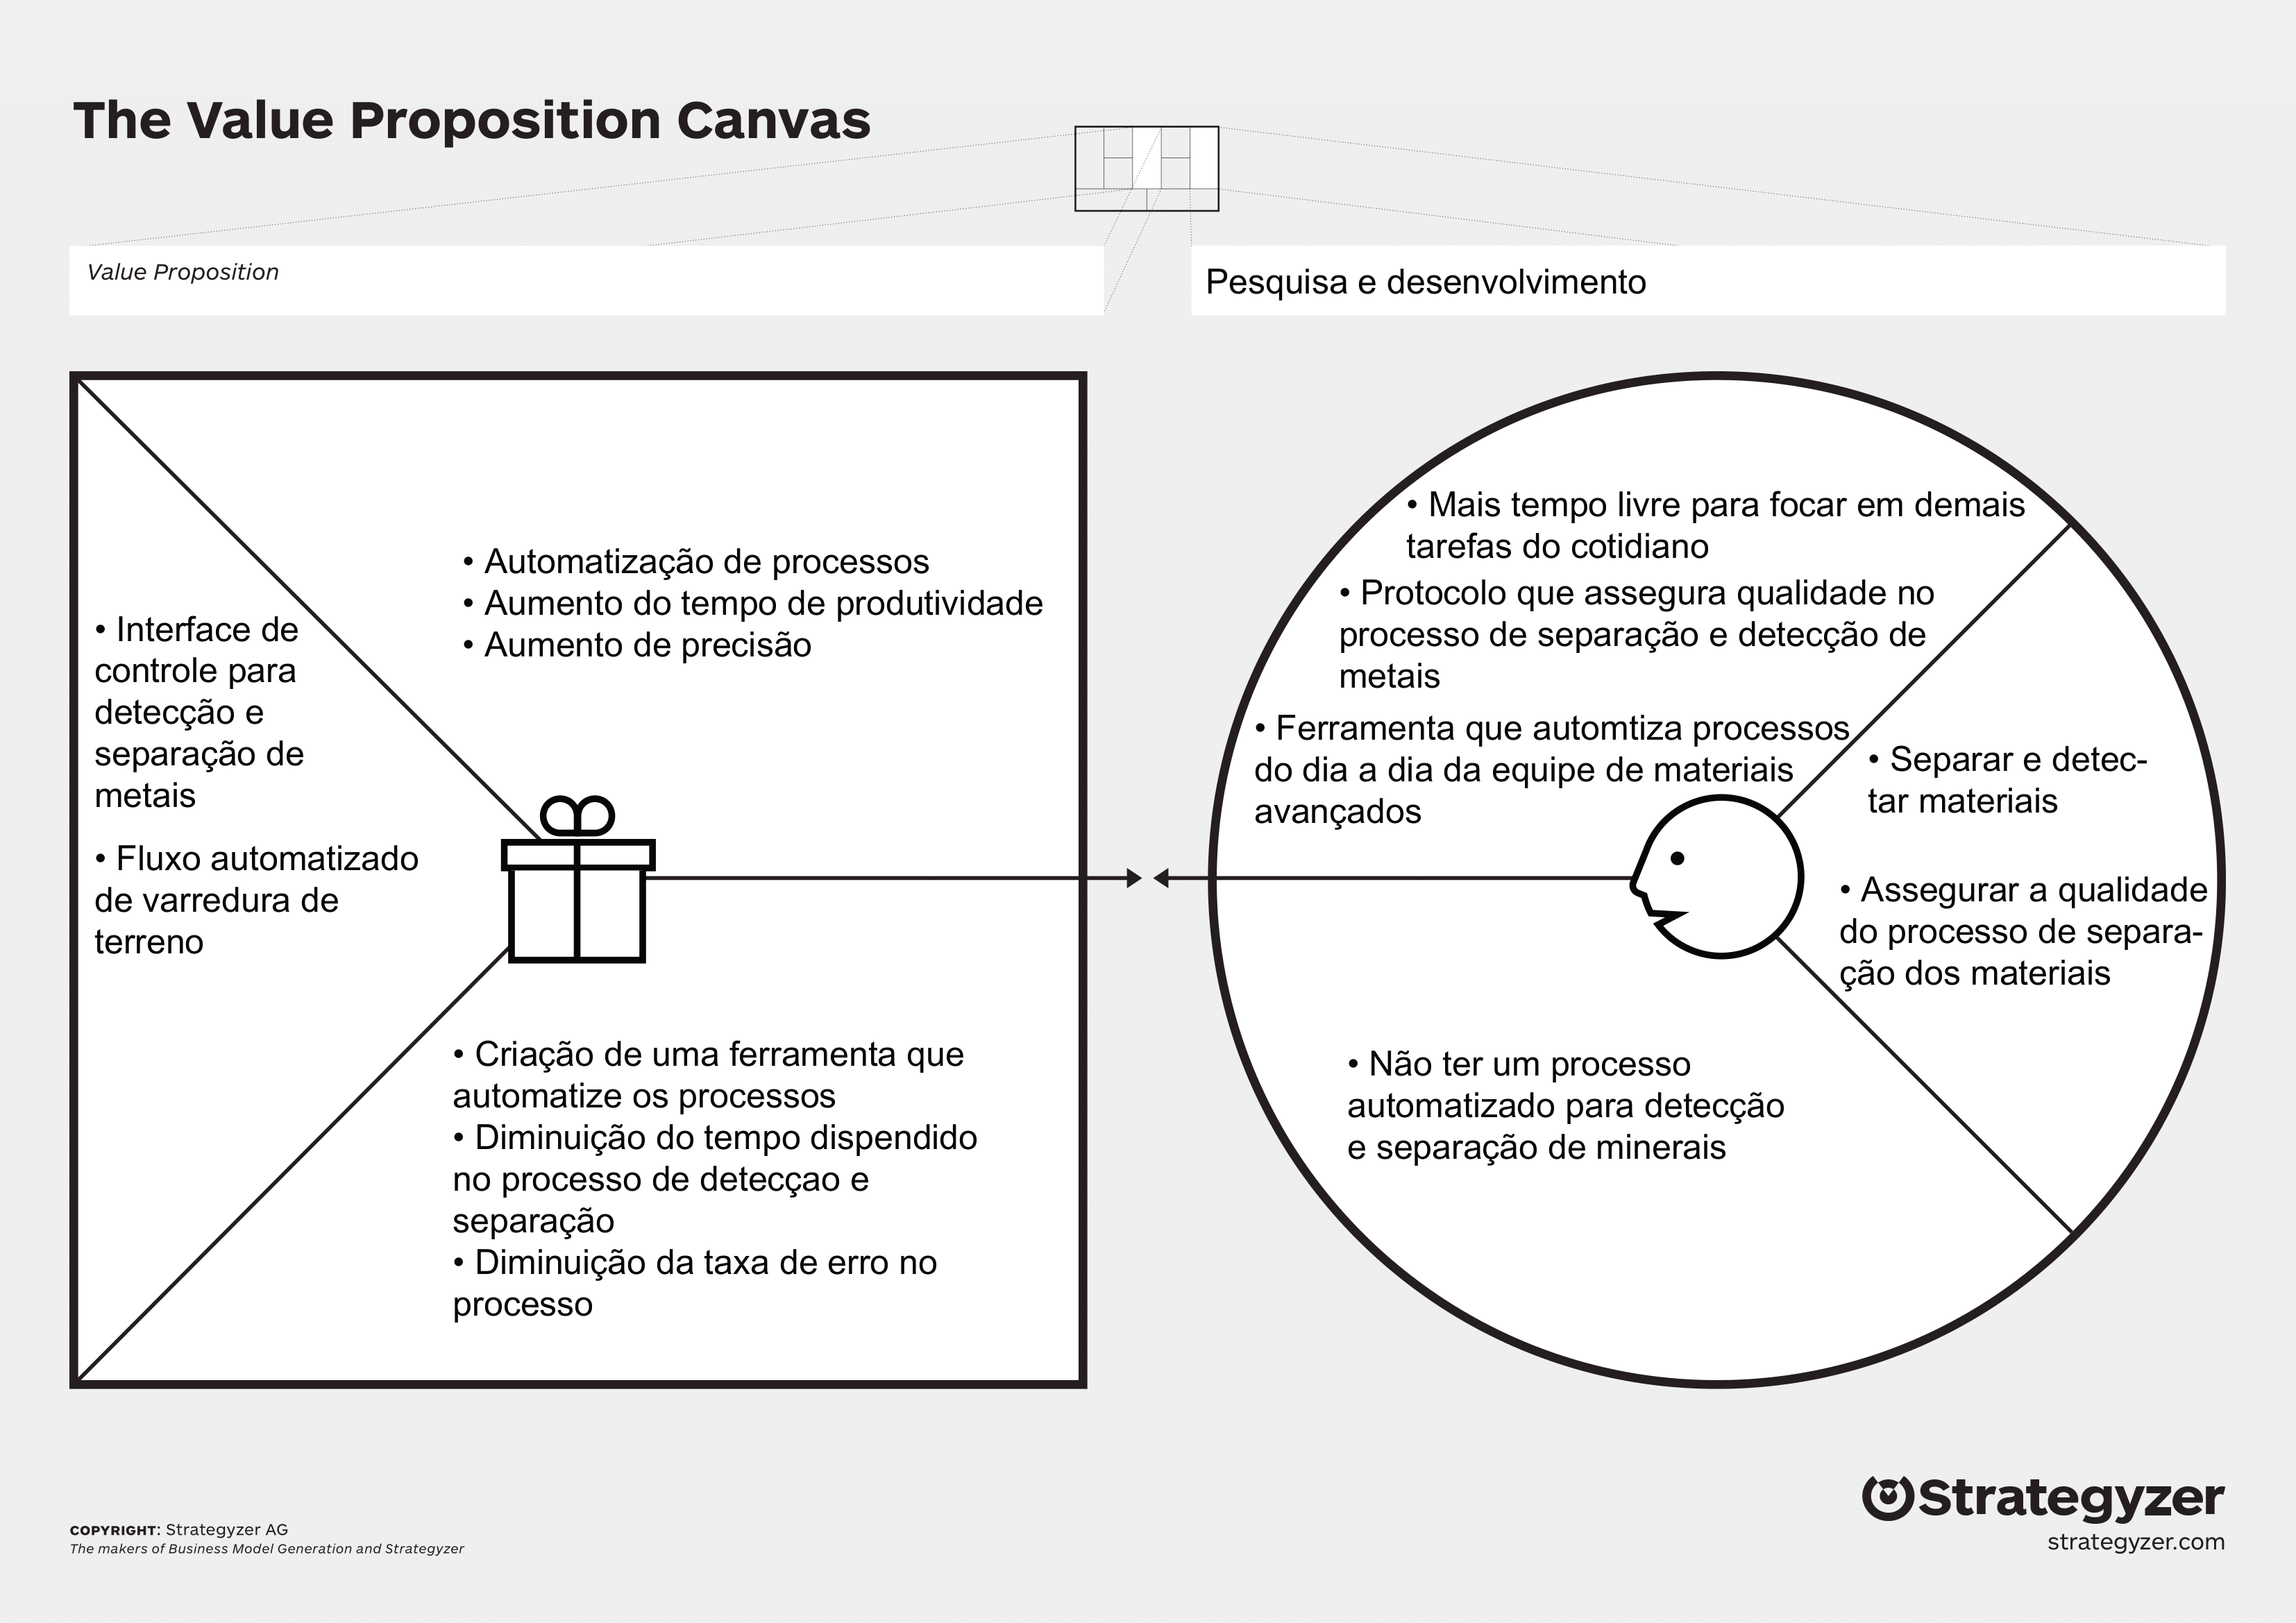 The Value Proposition Canvas
Value Proposition
Pesquisa e desenvolvimento
• Interface de
controle para
detecção e
separação de
metais
• Fluxo automatizado
de varredura de
terreno
• Automatização de processos
• Aumento do tempo de produtividade
• Aumento de precisão
• Criação de uma ferramenta que
automatize os processos
• Diminuição do tempo dispendido
no processo de detecçao e
separação
• Diminuição da taxa de erro no
processo
• Mais tempo livre para focar em demais
tarefas do cotidiano
• Protocolo que assegura qualidade no
processo de separação e detecção de
metais
• Ferramenta que automtiza processos
do dia a dia da equipe de materiais
avançados
• Separar e detec-
tar materiais
• Assegurar a qualidade
do processo de separa-
ção dos materiais
• Não ter um processo
automatizado para detecção
e separação de minerais
COPYRIGHT: Strategyzer AG
The makers of Business Model Generation and Strategyzer
Strategyzer
strategyzer.com